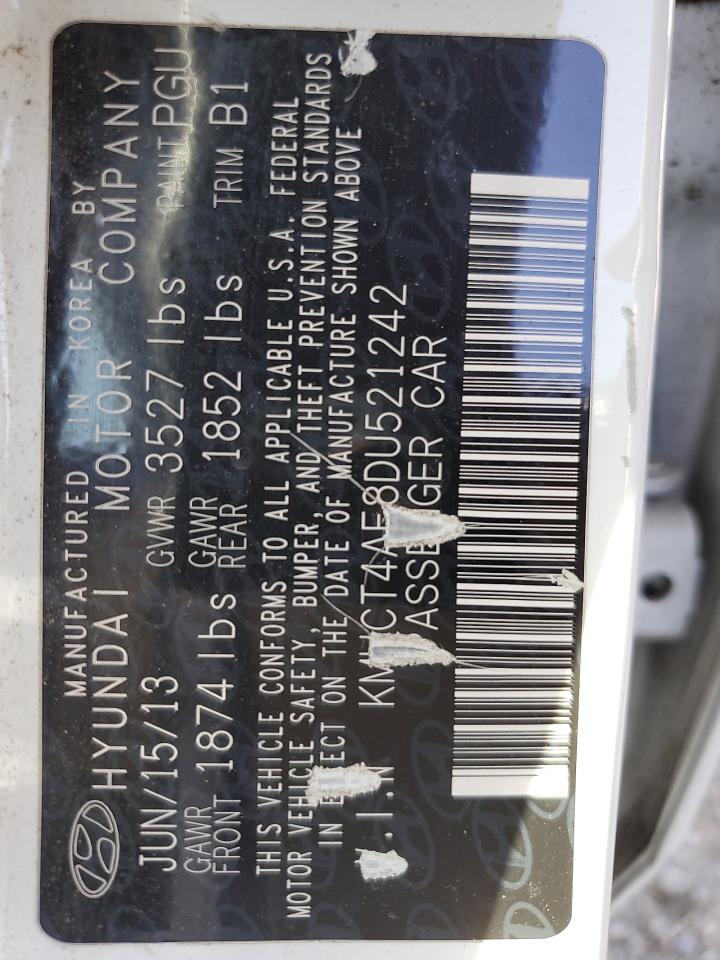 MANUFACTURED IN KOREA BY
HYUNDAI MOTOR COMPANY
JUN/15/13 GVWR 3527 lbs PAINT PGU
GAWR FRONT 1874 lbs GAWR REAR 1852 lbs TRIM B1
THIS VEHICLE CONFORMS TO ALL APPLICABLE U.S.A. FEDERAL
MOTOR VEHICLE SAFETY, BUMPER, AND THEFT PREVENTION STANDARDS
IN EFFECT ON THE DATE OF MANUFACTURE SHOWN ABOVE
.I.N KMHCT4AE8DU521242
ASSENGER CAR